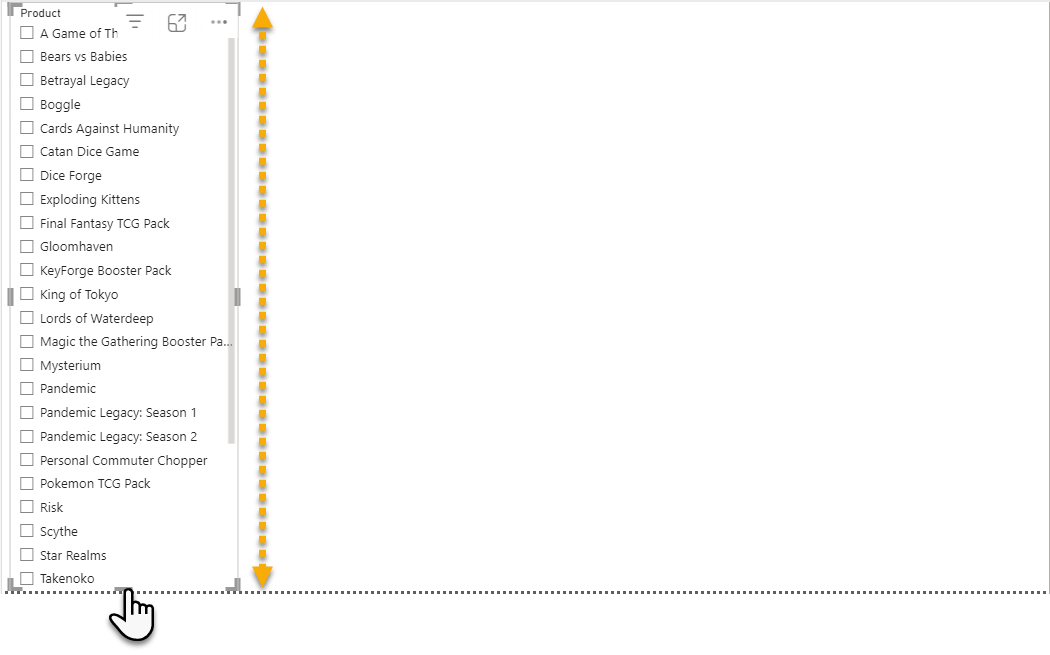 Product
A Game of Th
Bears vs Babies
Betrayal Legacy
Boggle
Cards Against Humanity
Catan Dice Game
Dice Forge
Exploding Kittens
Final Fantasy TCG Pack
Gloomhaven
KeyForge Booster Pack
King of Tokyo
Lords of Waterdeep
Magic the Gathering Booster Pa...
Mysterium
Pandemic
Pandemic Legacy: Season 1
Pandemic Legacy: Season 2
Personal Commuter Chopper
Pokemon TCG Pack
Risk
Scythe
Star Realms
Takenoko